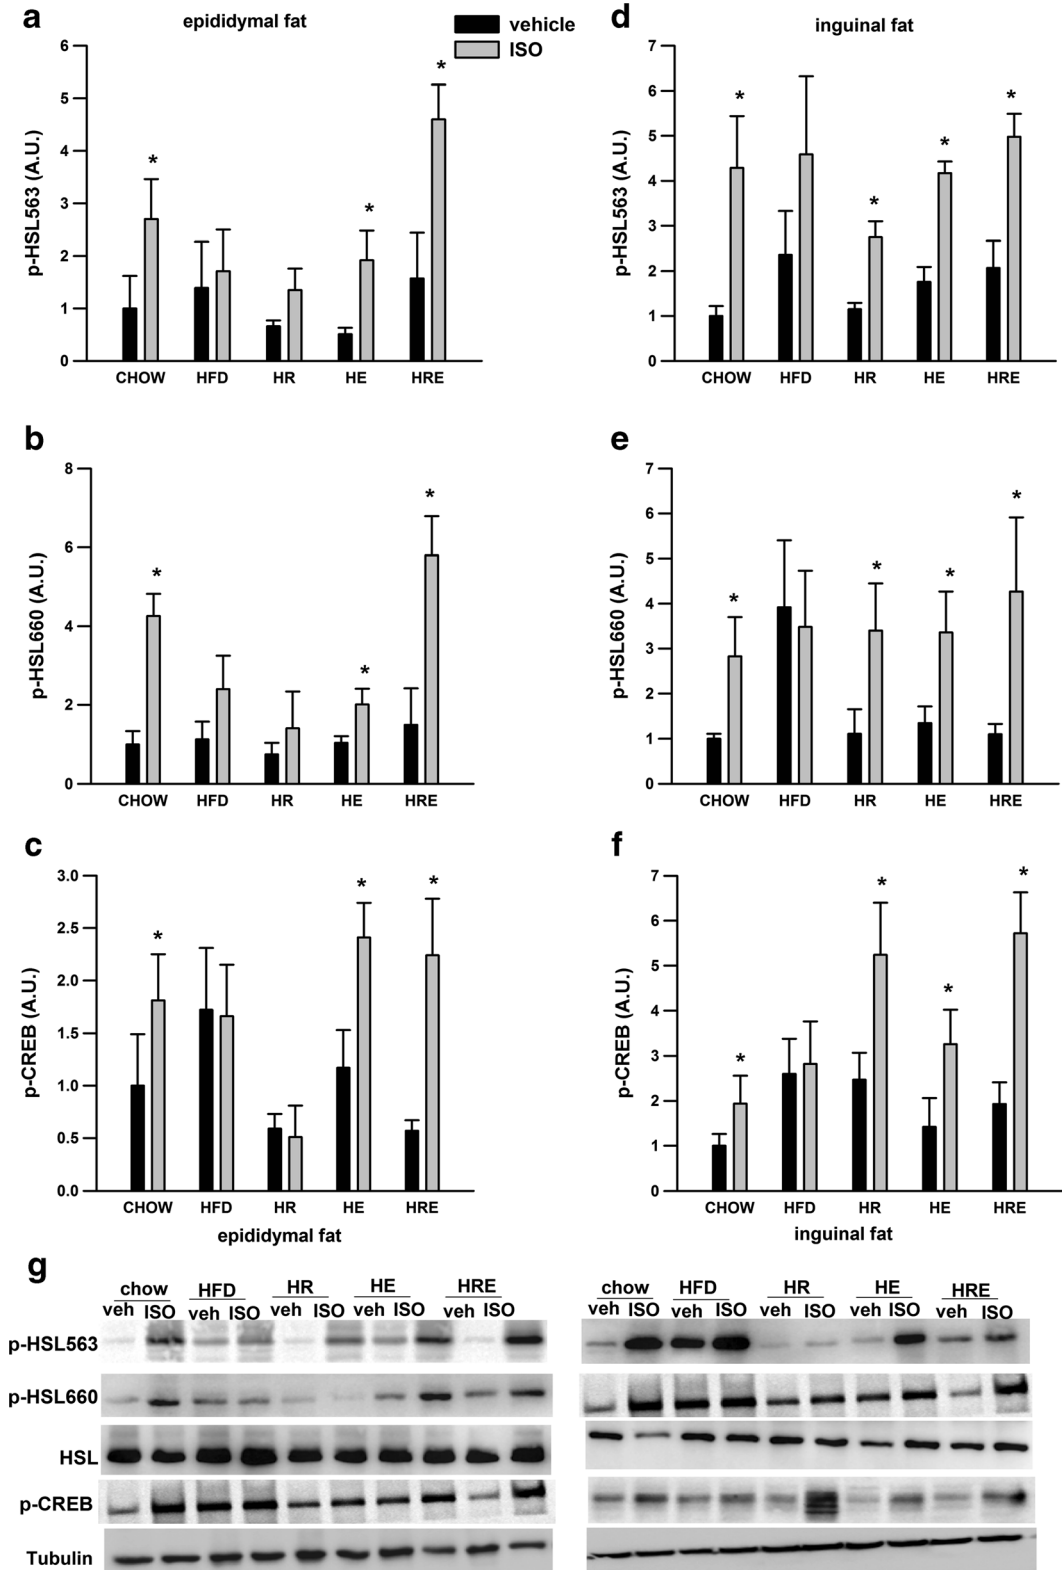 a
epididymal fat
vehicle
ISO
6
5
4
3
2
1
0
p-HSL563 (A.U.)
*
*
*
CHOW HFD HR HE HRE
d
inguinal fat
7
6
5
4
3
2
1
0
p-HSL563 (A.U.)
*
*
*
*
CHOW HFD HR HE HRE
b
8
6
4
2
0
p-HSL660 (A.U.)
*
*
*
CHOW HFD HR HE HRE
e
7
6
5
4
3
2
1
0
p-HSL660 (A.U.)
*
*
*
*
CHOW HFD HR HE HRE
c
3.0
2.5
2.0
1.5
1.0
0.5
0.0
p-CREB (A.U.)
*
*
*
CHOW HFD HR HE HRE
epididymal fat
f
7
6
5
4
3
2
1
0
p-CREB (A.U.)
*
*
*
*
CHOW HFD HR HE HRE
inguinal fat
g
chow HFD HR HE HRE
veh ISO veh ISO veh ISO veh ISO veh ISO
chow HFD HR HE HRE
veh ISO veh ISO veh ISO veh ISO veh ISO
p-HSL563
p-HSL660
HSL
p-CREB
Tubulin